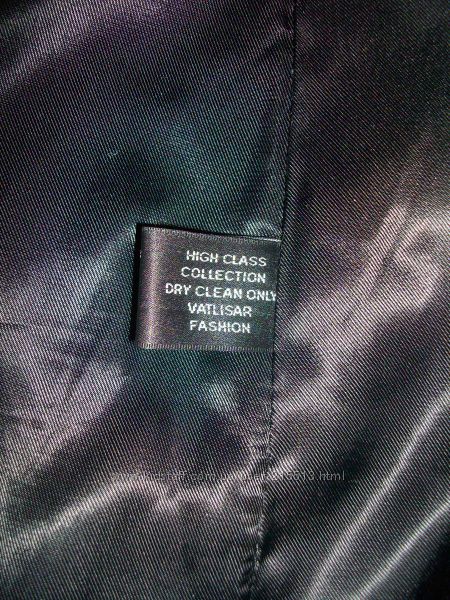 HIGH CLASS
COLLECTION
DRY CLEAN ONLY
VATLISAR
FASHION